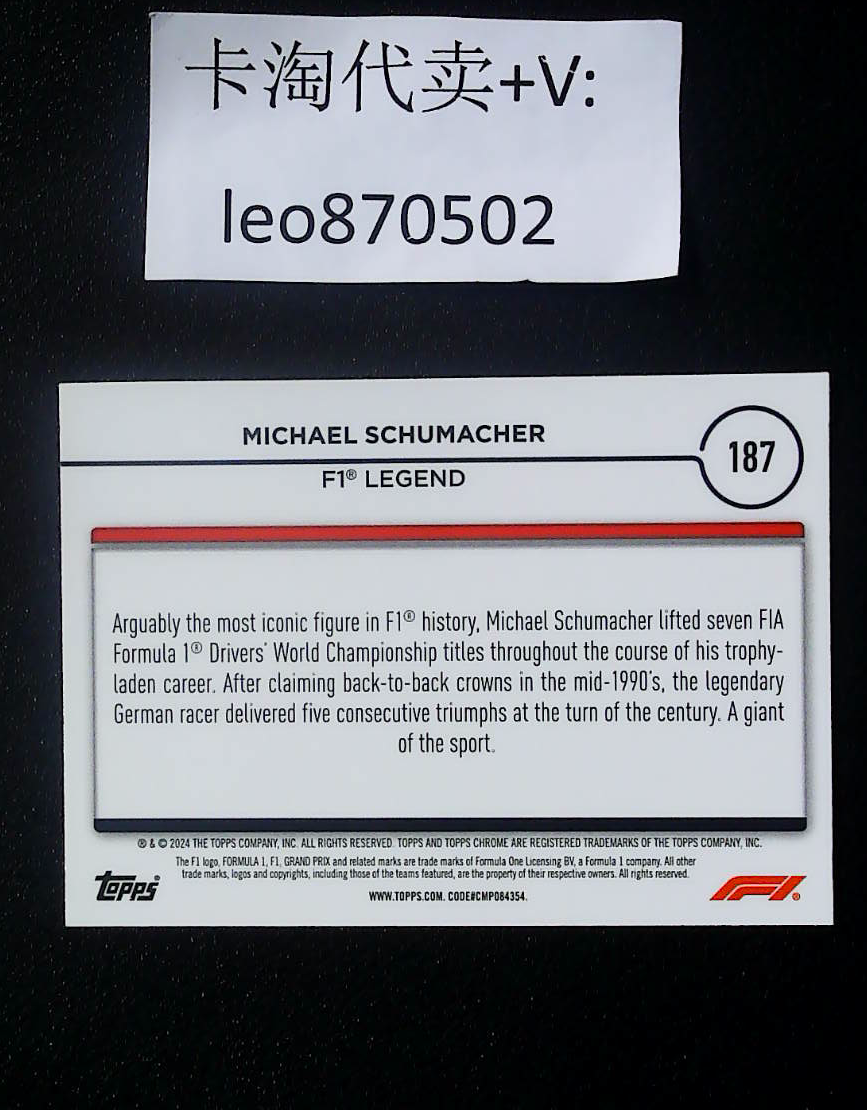 卡淘代卖+V:
leo870502
MICHAEL SCHUMACHER
187
F1® LEGEND
Arguably the most iconic figure in F1® history, Michael Schumacher lifted seven FIA
Formula 1® Drivers' World Championship titles throughout the course of his trophy-
laden career. After claiming back-to-back crowns in the mid-1990's, the legendary
German racer delivered five consecutive triumphs at the turn of the century. A giant
of the sport.
® & © 2024 THE TOPPS COMPANY, INC. ALL RIGHTS RESERVED. TOPPS AND TOPPS CHROME ARE REGISTERED TRADEMARKS OF THE TOPPS COMPANY, INC.
The F1 logo, FORMULA 1, F1, GRAND PRIX and related marks are trade marks of Formula One Licensing BV, a Formula 1 company. All other
trade marks, logos and copyrights, including those of the teams featured, are the property of their respective owners. All rights reserved.
Topps®
WWW.TOPPS.COM. CODE#CMP084354.
F1®